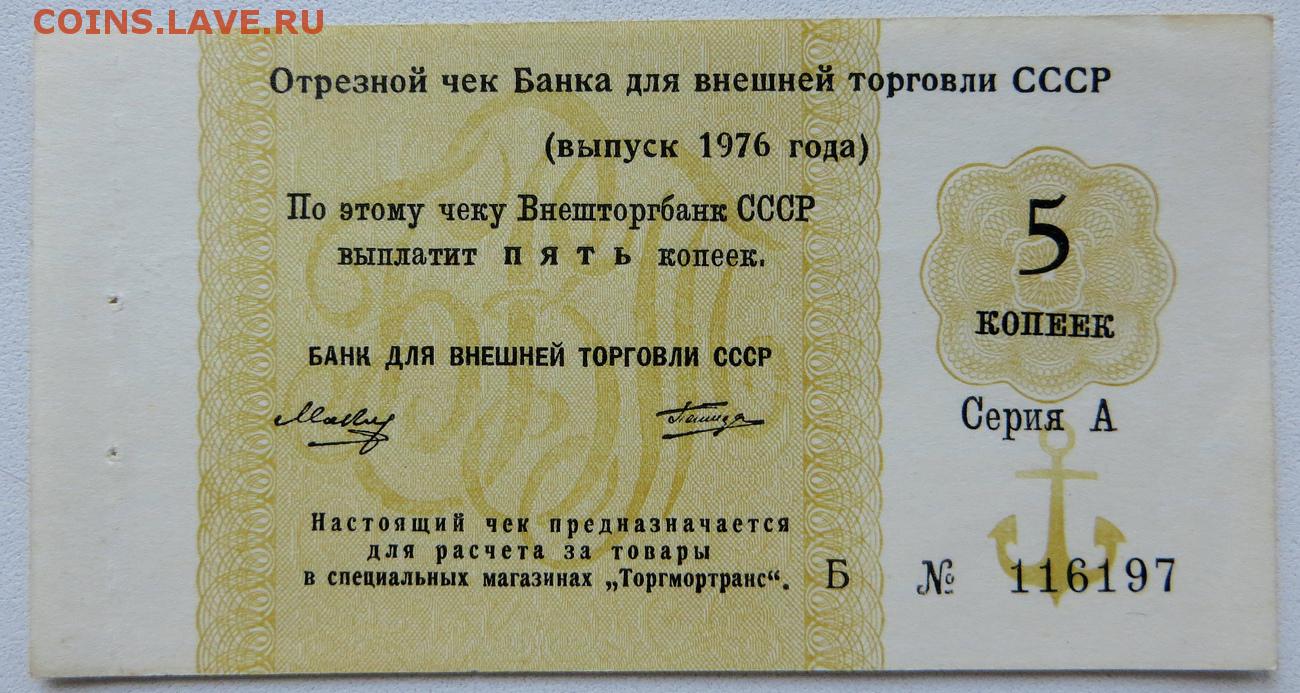 COINS.LAVE.RU
Отрезной чек Банка для внешней торговли СССР
(выпуск 1976 года)
По этому чеку Внешторгбанк СССР
выплатит пять копеек.
5
КОПЕЕК
БАНК ДЛЯ ВНЕШНЕЙ ТОРГОВЛИ СССР
Серия А
Настоящий чек предназначается
для расчета за товары
в специальных магазинах „Торгмортранс“.
Б № 116197